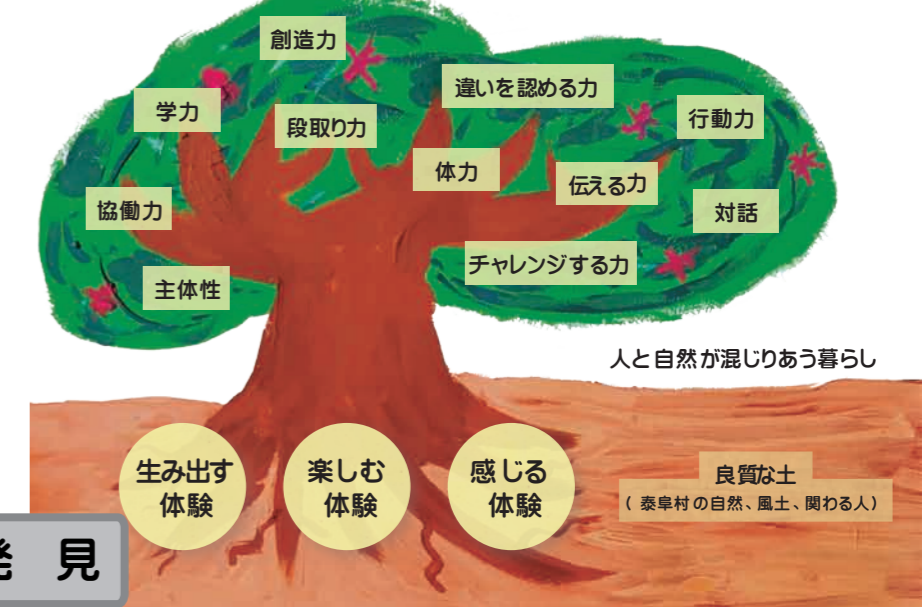 創造力
違いを認める力
学力
段取り力
行動力
体力
伝える力
協働力
対話
チャレンジする力
主体性
人と自然が混じりあう暮らし
生み出す
体験
楽しむ
体験
感じる
体験
良質な土
( 泰阜村の自然、風土、関わる人)
見